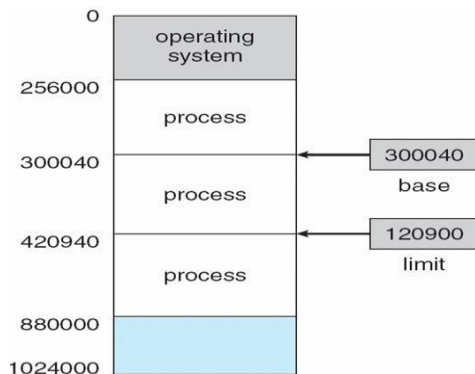 0
operating
system
256000
process
300040
300040
base
process
420940
120900
limit
process
880000
1024000